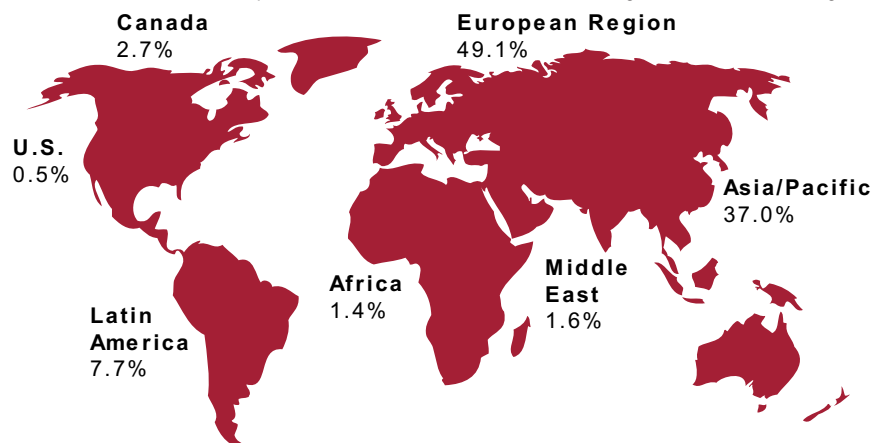 Canada
2.7%
European Region
49.1%
U.S.
0.5%
Asia/Pacific
37.0%
Africa
1.4%
Middle
East
1.6%
Latin
America
7.7%